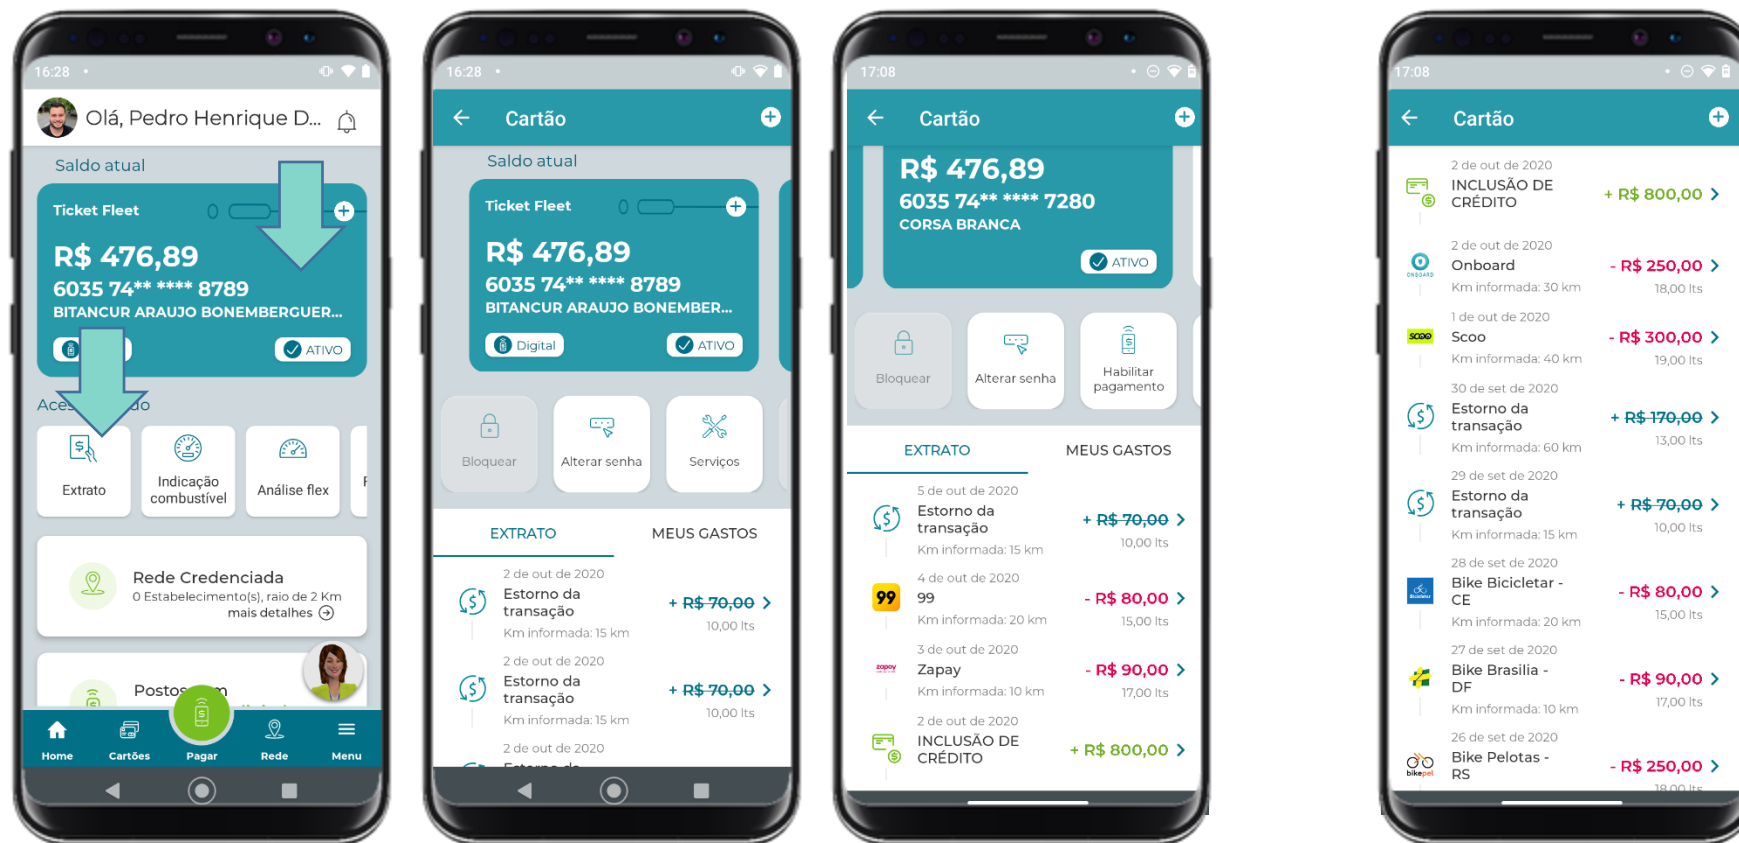 16:28
Olá, Pedro Henrique D...
Saldo atual
Ticket Fleet
R$ 476,89
6035 74** **** 8789
BITANCUR ARAUJO BONEMBERGUER...
ATIVO
Extrato
Indicação
combustível
Análise flex
Rede Credenciada
0 Estabelecimento(s), raio de 2 Km
mais detalhes
Home
Cartões
Pagar
Rede
Menu
16:28
Cartão
Saldo atual
Ticket Fleet
R$ 476,89
6035 74** **** 8789
BITANCUR ARAUJO BONEMBER...
Digital
ATIVO
Bloquear
Alterar senha
Serviços
EXTRATO
MEUS GASTOS
2 de out de 2020
Estorno da
transação
+ R$ 70,00
Km informada: 15 km
10,00 lts
2 de out de 2020
Estorno da
transação
+ R$ 70,00
Km informada: 15 km
10,00 lts
2 de out de 2020
17:08
Cartão
R$ 476,89
6035 74** **** 7280
CORSA BRANCA
ATIVO
Bloquear
Alterar senha
Habilitar
pagamento
EXTRATO
MEUS GASTOS
5 de out de 2020
Estorno da
transação
+ R$ 70,00
Km informada: 15 km
10,00 lts
4 de out de 2020
99
99
- R$ 80,00
Km informada: 20 km
15,00 lts
3 de out de 2020
zapay
Zapay
- R$ 90,00
Km informada: 10 km
17,00 lts
2 de out de 2020
INCLUSÃO DE
CRÉDITO
+ R$ 800,00
17:08
Cartão
2 de out de 2020
INCLUSÃO DE
CRÉDITO
+ R$ 800,00
2 de out de 2020
ONBOARD
Onboard
- R$ 250,00
Km informada: 30 km
18,00 lts
1 de out de 2020
scoo
Scoo
- R$ 300,00
Km informada: 40 km
19,00 lts
30 de set de 2020
Estorno da
transação
+ R$ 170,00
Km informada: 60 km
13,00 lts
29 de set de 2020
Estorno da
transação
+ R$ 70,00
Km informada: 15 km
10,00 lts
28 de set de 2020
Bike Bicicletar -
CE
- R$ 80,00
Km informada: 20 km
15,00 lts
27 de set de 2020
Bike Brasilia -
DF
- R$ 90,00
Km informada: 10 km
17,00 lts
26 de set de 2020
bikepel
Bike Pelotas -
RS
- R$ 250,00
18,00 lts